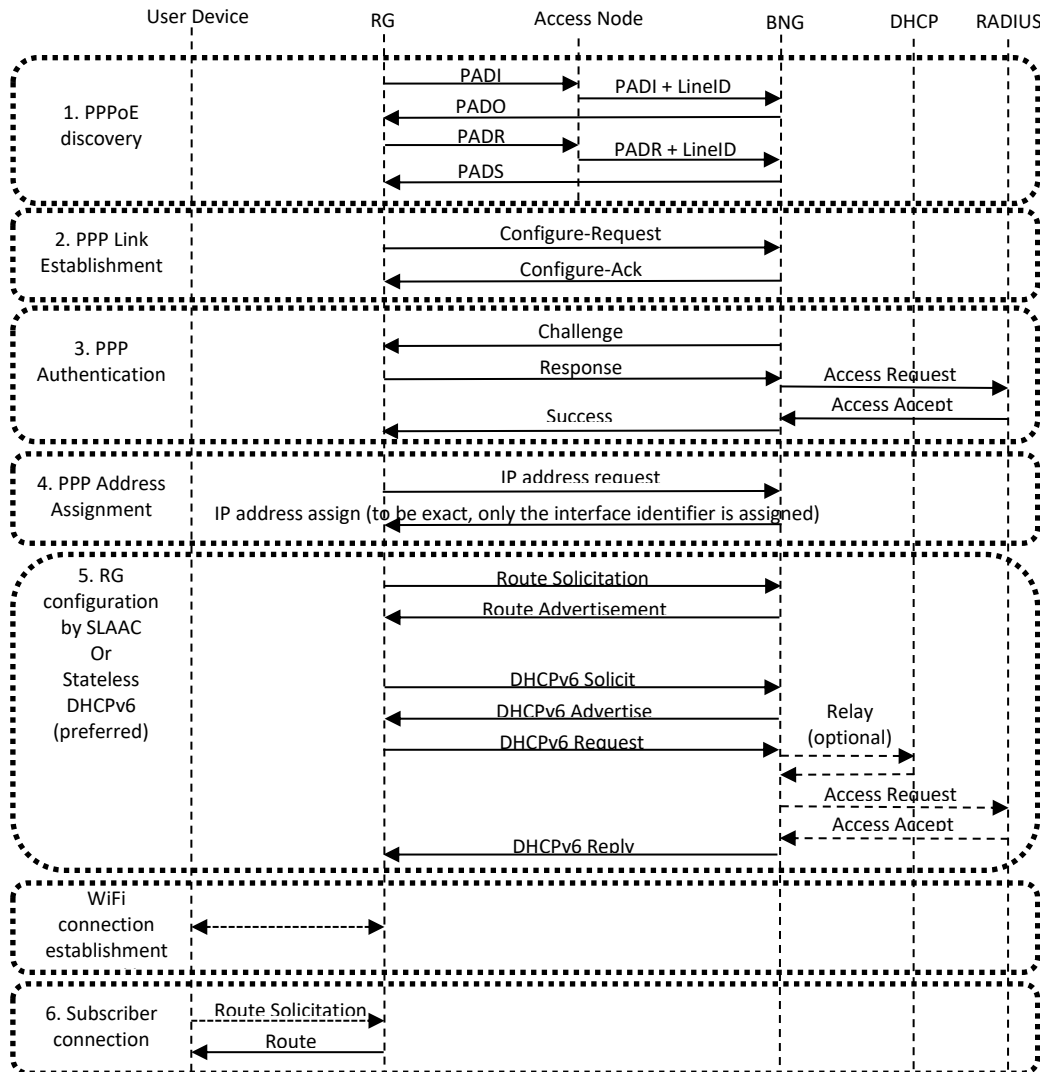 User Device RG Access Node BNG DHCP RADIUS
PADI
PADI + LineID
1. PPPoE
discovery
PADO
PADR
PADR + LineID
PADS
2. PPP Link
Establishment
Configure-Request
Configure-Ack
3. PPP
Authentication
Challenge
Response
Access Request
Access Accept
Success
4. PPP Address
Assignment
IP address request
IP address assign (to be exact, only the interface identifier is assigned)
5. RG
configuration
by SLAAC
Or
Stateless
DHCPv6
(preferred)
Route Solicitation
Route Advertisement
DHCPv6 Solicit
DHCPv6 Advertise
DHCPv6 Request
Relay
(optional)
Access Request
Access Accept
DHCPv6 Reply
WiFi
connection
establishment
6. Subscriber
connection
Route Solicitation
Route